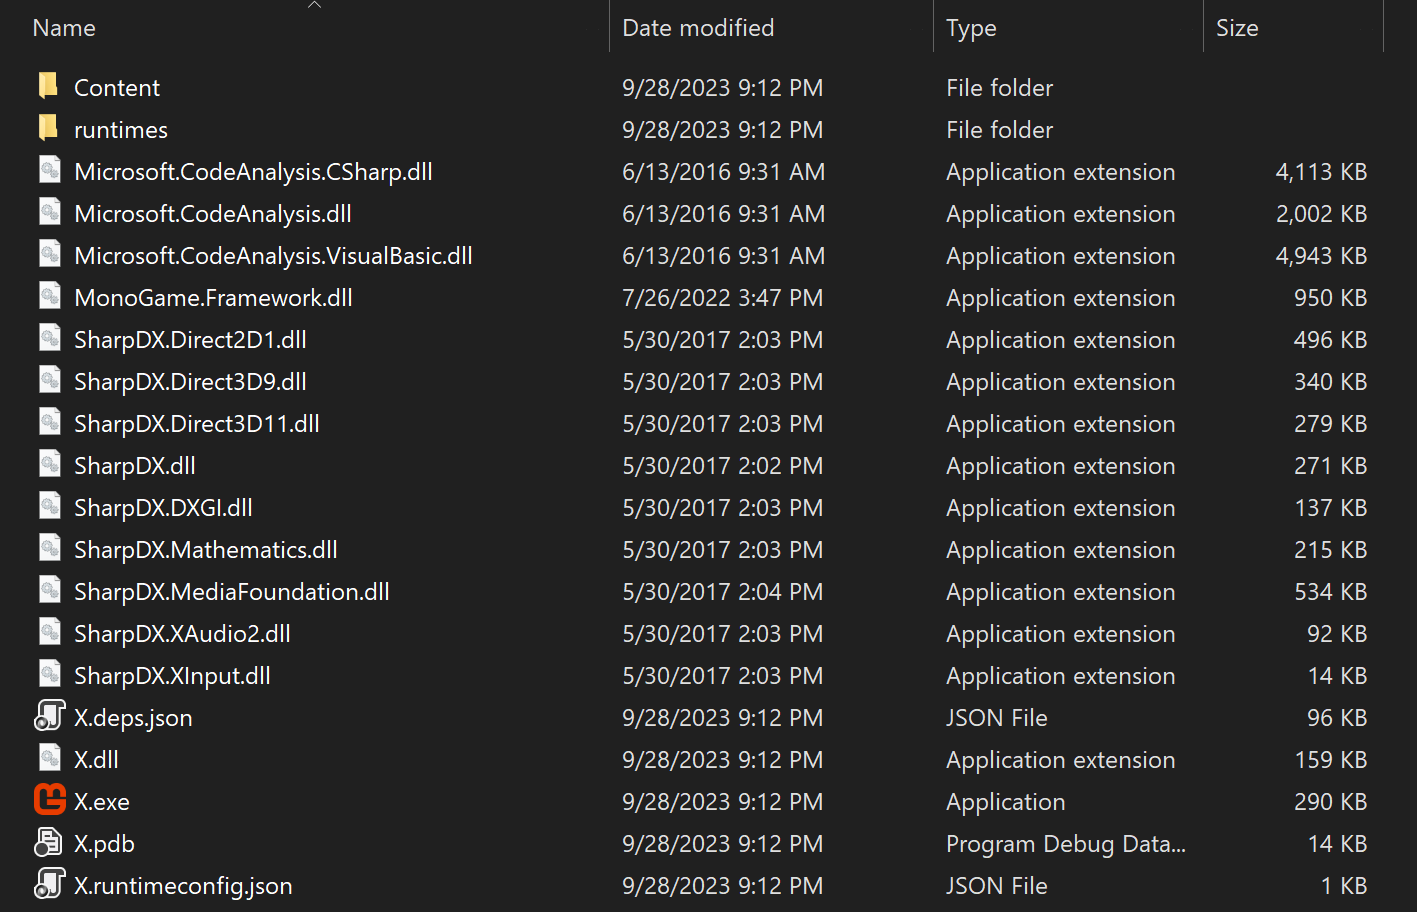 Name Date modified Type Size
Content 9/28/2023 9:12 PM File folder
runtimes 9/28/2023 9:12 PM File folder
Microsoft.CodeAnalysis.CSharp.dll 6/13/2016 9:31 AM Application extension 4,113 KB
Microsoft.CodeAnalysis.dll 6/13/2016 9:31 AM Application extension 2,002 KB
Microsoft.CodeAnalysis.VisualBasic.dll 6/13/2016 9:31 AM Application extension 4,943 KB
MonoGame.Framework.dll 7/26/2022 3:47 PM Application extension 950 KB
SharpDX.Direct2D1.dll 5/30/2017 2:03 PM Application extension 496 KB
SharpDX.Direct3D9.dll 5/30/2017 2:03 PM Application extension 340 KB
SharpDX.Direct3D11.dll 5/30/2017 2:03 PM Application extension 279 KB
SharpDX.dll 5/30/2017 2:02 PM Application extension 271 KB
SharpDX.DXGI.dll 5/30/2017 2:03 PM Application extension 137 KB
SharpDX.Mathematics.dll 5/30/2017 2:03 PM Application extension 215 KB
SharpDX.MediaFoundation.dll 5/30/2017 2:04 PM Application extension 534 KB
SharpDX.XAudio2.dll 5/30/2017 2:03 PM Application extension 92 KB
SharpDX.XInput.dll 5/30/2017 2:03 PM Application extension 14 KB
X.deps.json 9/28/2023 9:12 PM JSON File 96 KB
X.dll 9/28/2023 9:12 PM Application extension 159 KB
X.exe 9/28/2023 9:12 PM Application 290 KB
X.pdb 9/28/2023 9:12 PM Program Debug Data... 14 KB
X.runtimeconfig.json 9/28/2023 9:12 PM JSON File 1 KB